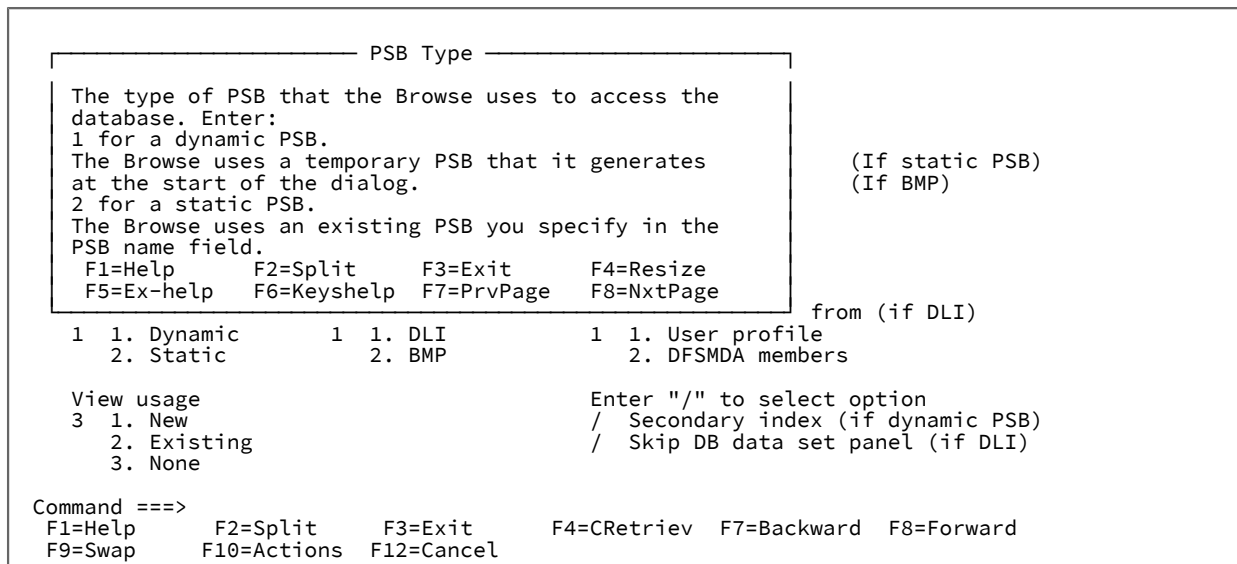 PSB Type
The type of PSB that the Browse uses to access the
database. Enter:
1 for a dynamic PSB.
The Browse uses a temporary PSB that it generates (If static PSB)
at the start of the dialog. (If BMP)
2 for a static PSB.
The Browse uses an existing PSB you specify in the
PSB name field.
F1=Help F2=Split F3=Exit F4=Resize
F5=Ex-help F6=Keyshelp F7=PrvPage F8=NxtPage
from (if DLI)
1 1. Dynamic 1 1. DLI 1 1. User profile
2. Static 2. BMP 2. DFSMDA members
View usage Enter "/" to select option
3 1. New / Secondary index (if dynamic PSB)
2. Existing / Skip DB data set panel (if DLI)
3. None
Command ===>
F1=Help F2=Split F3=Exit F4=CRetriev F7=Backward F8=Forward
F9=Swap F10=Actions F12=Cancel